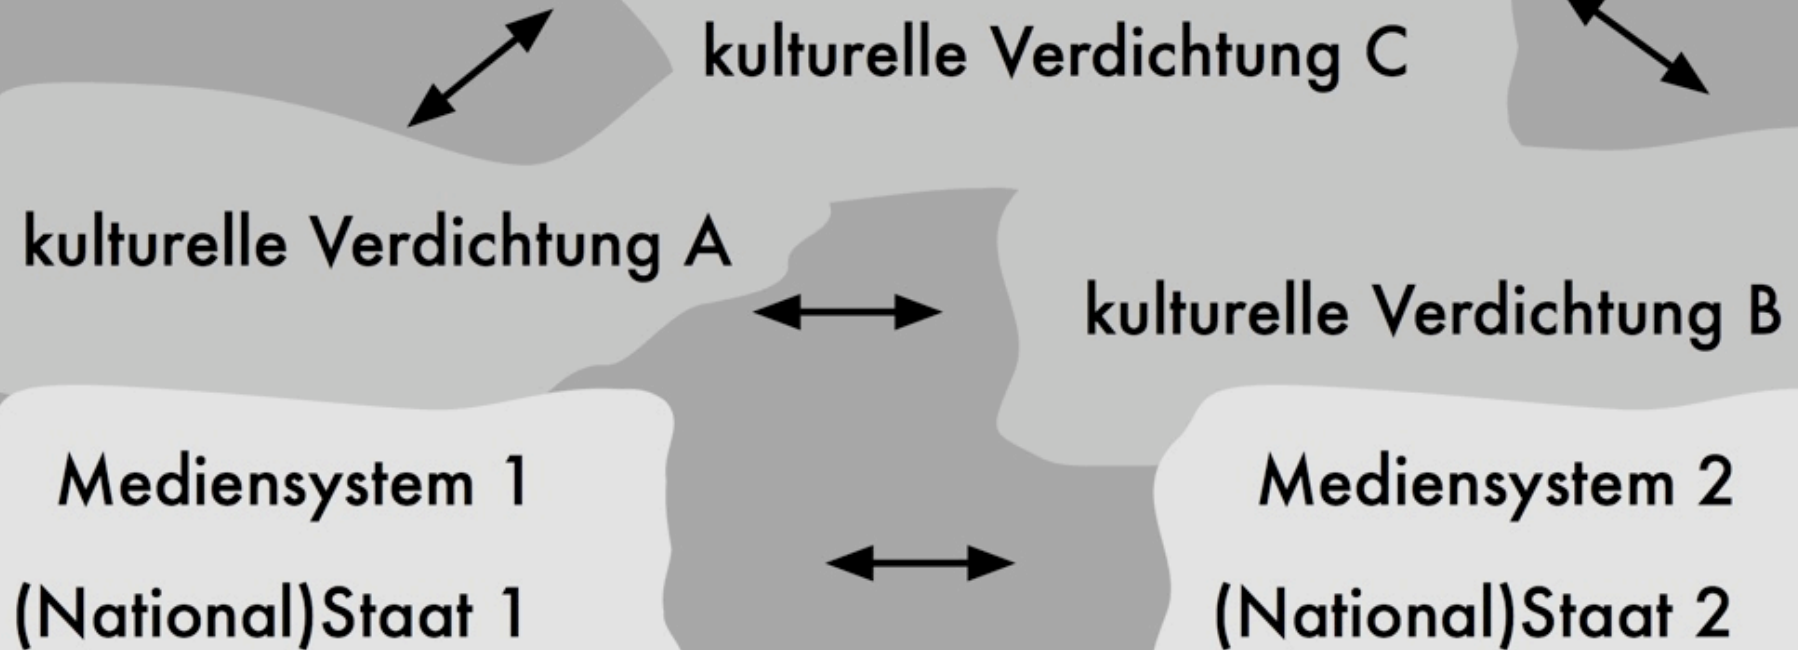 kulturelle Verdichtung C
kulturelle Verdichtung A
kulturelle Verdichtung B
Mediensystem 1
(National)Staat 1
Mediensystem 2
(National)Staat 2